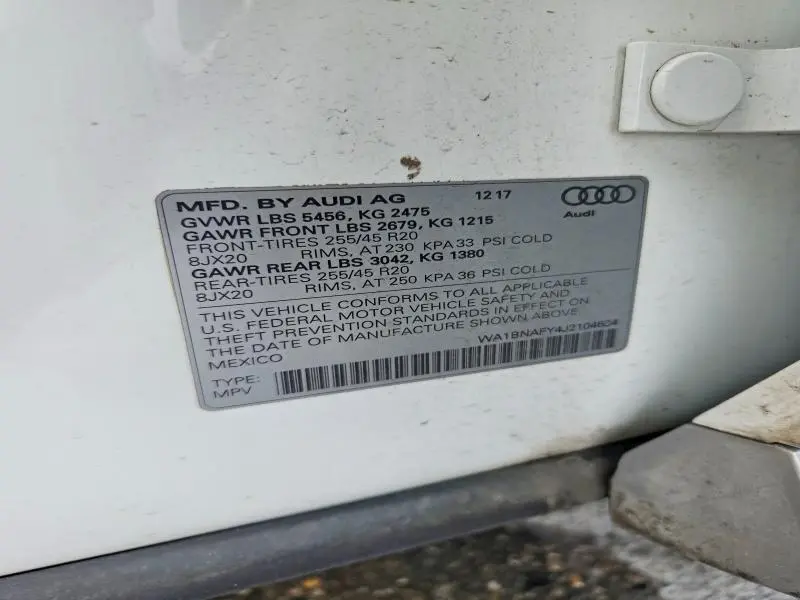 MFD. BY AUDI AG 12 17
Audi
GVWR LBS 5456, KG 2475
GAWR FRONT LBS 2679, KG 1215
FRONT-TIRES 255/45 R20
8JX20 RIMS, AT 230 KPA 33 PSI COLD
GAWR REAR LBS 3042, KG 1380
REAR-TIRES 255/45 R20
8JX20 RIMS, AT 250 KPA 36 PSI COLD
THIS VEHICLE CONFORMS TO ALL APPLICABLE
U.S. FEDERAL MOTOR VEHICLE SAFETY AND
THEFT PREVENTION STANDARDS IN EFFECT ON
THE DATE OF MANUFACTURE SHOWN ABOVE.
MEXICO WA1BNAFY4J2104604
TYPE:
MPV